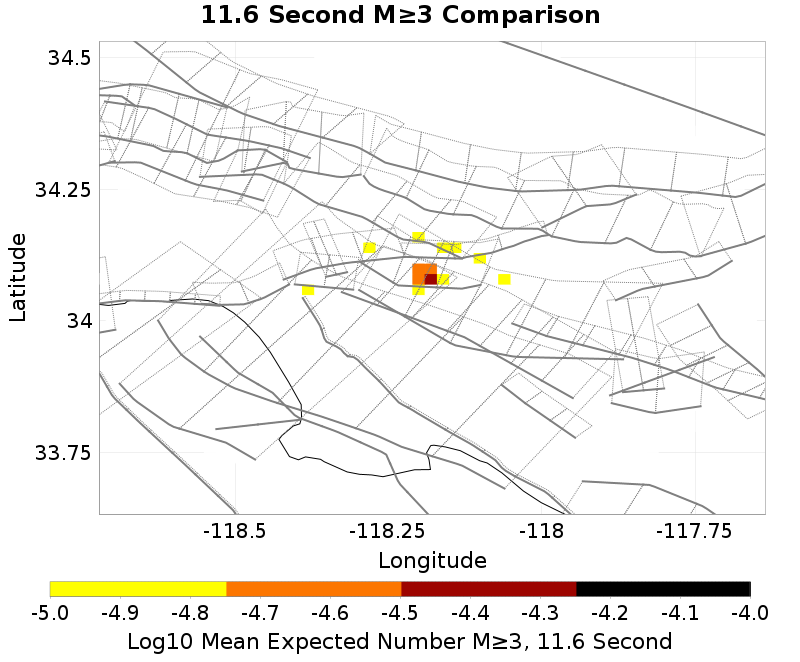 11.6 Second M≥3 Comparison
34.5
34.25
34
33.75
Latitude
-118.5 -118.25 -118 -117.75
Longitude
-5.0 -4.9 -4.8 -4.7 -4.6 -4.5 -4.4 -4.3 -4.2 -4.1 -4.0
Log10 Mean Expected Number M≥3, 11.6 Second